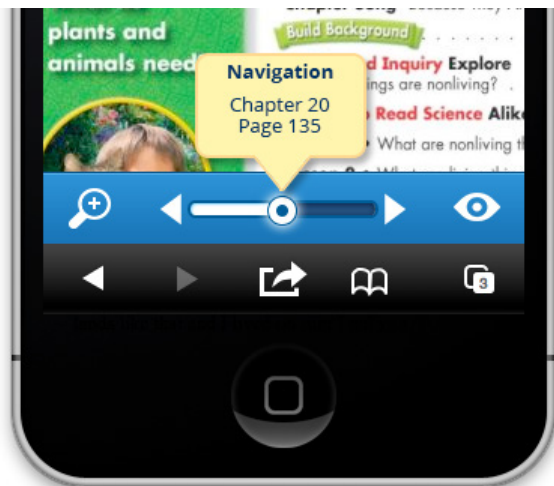 plants and
animals need
Build Background
d Inquiry Explore
ings are nonliving?
Read Science Alike
What are nonliving
Navigation
Chapter 20
Page 135
3